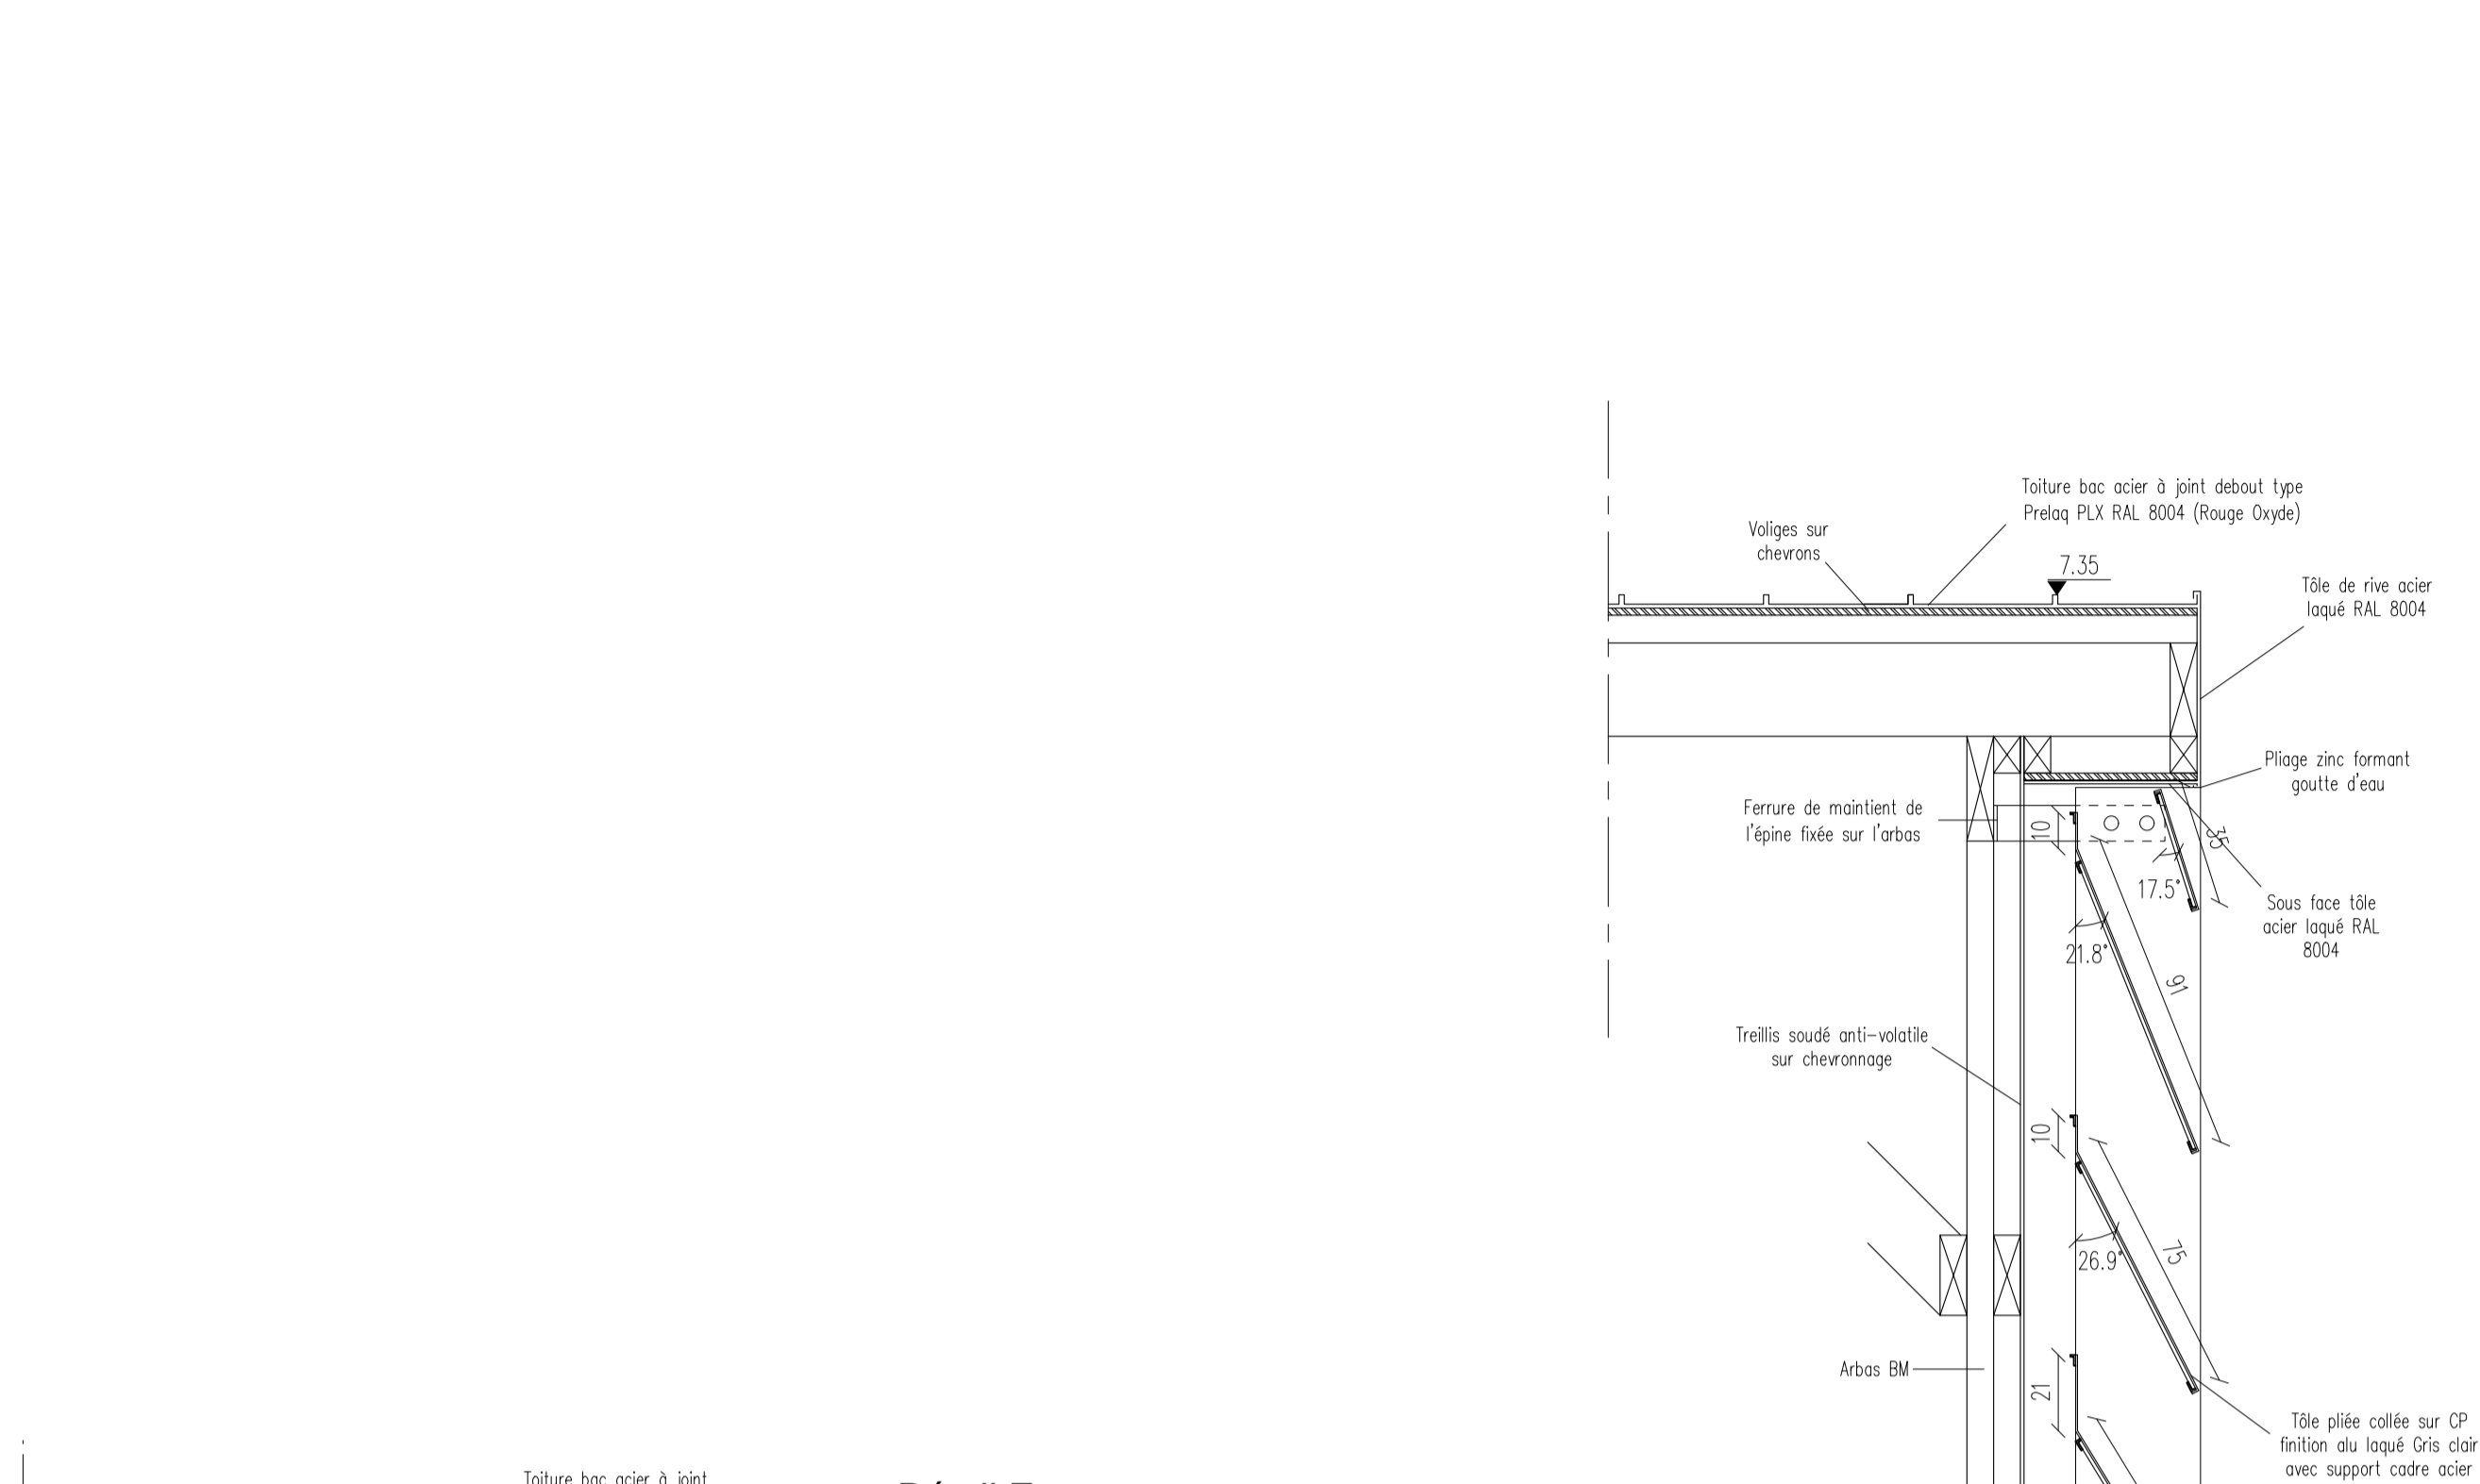 Toiture bac acier à joint debout type
Prelaq PLX RAL 8004 (Rouge Oxyde)
Voliges sur
chevrons
7.35
Tôle de rive acier
laqué RAL 8004
Pliage zinc formant
goutte d'eau
Ferrure de maintient de
l'épine fixée sur l'arbas
10
35
17.5°
Sous face tôle
acier laqué RAL
8004
21.8°
91
Treillis soudé anti-volatile
sur chevronnage
10
75
26.9°
Arbas BM
21
Tôle pliée collée sur CP
finition alu laqué Gris clair
avec support cadre acier
Toiture bac acier à joint